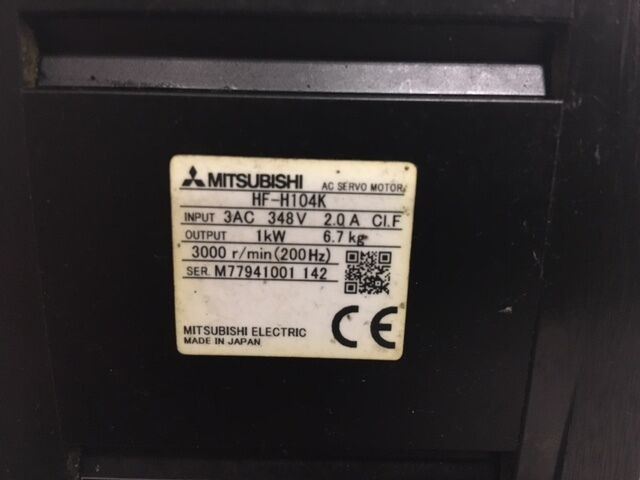 MITSUBISHI AC SERVO MOTOR
HF-H104K
INPUT 3AC 348V 2.0A CI.F
OUTPUT 1kW 6.7kg
3000 r/min(200Hz)
SER. M77941001 142
MITSUBISHI ELECTRIC
MADE IN JAPAN
CE